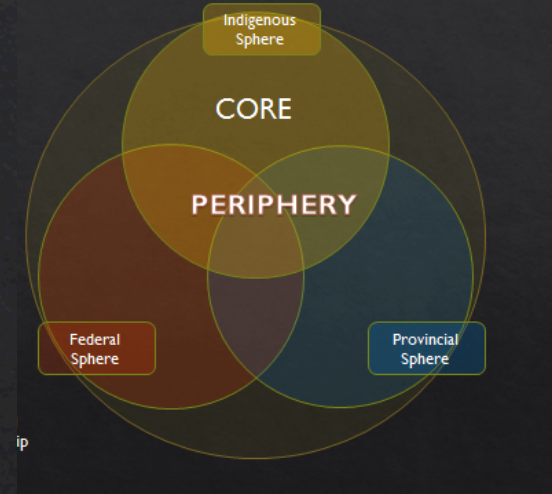 Indigenous
Sphere
CORE
PERIPHERY
Federal
Sphere
Provincial
Sphere
ip